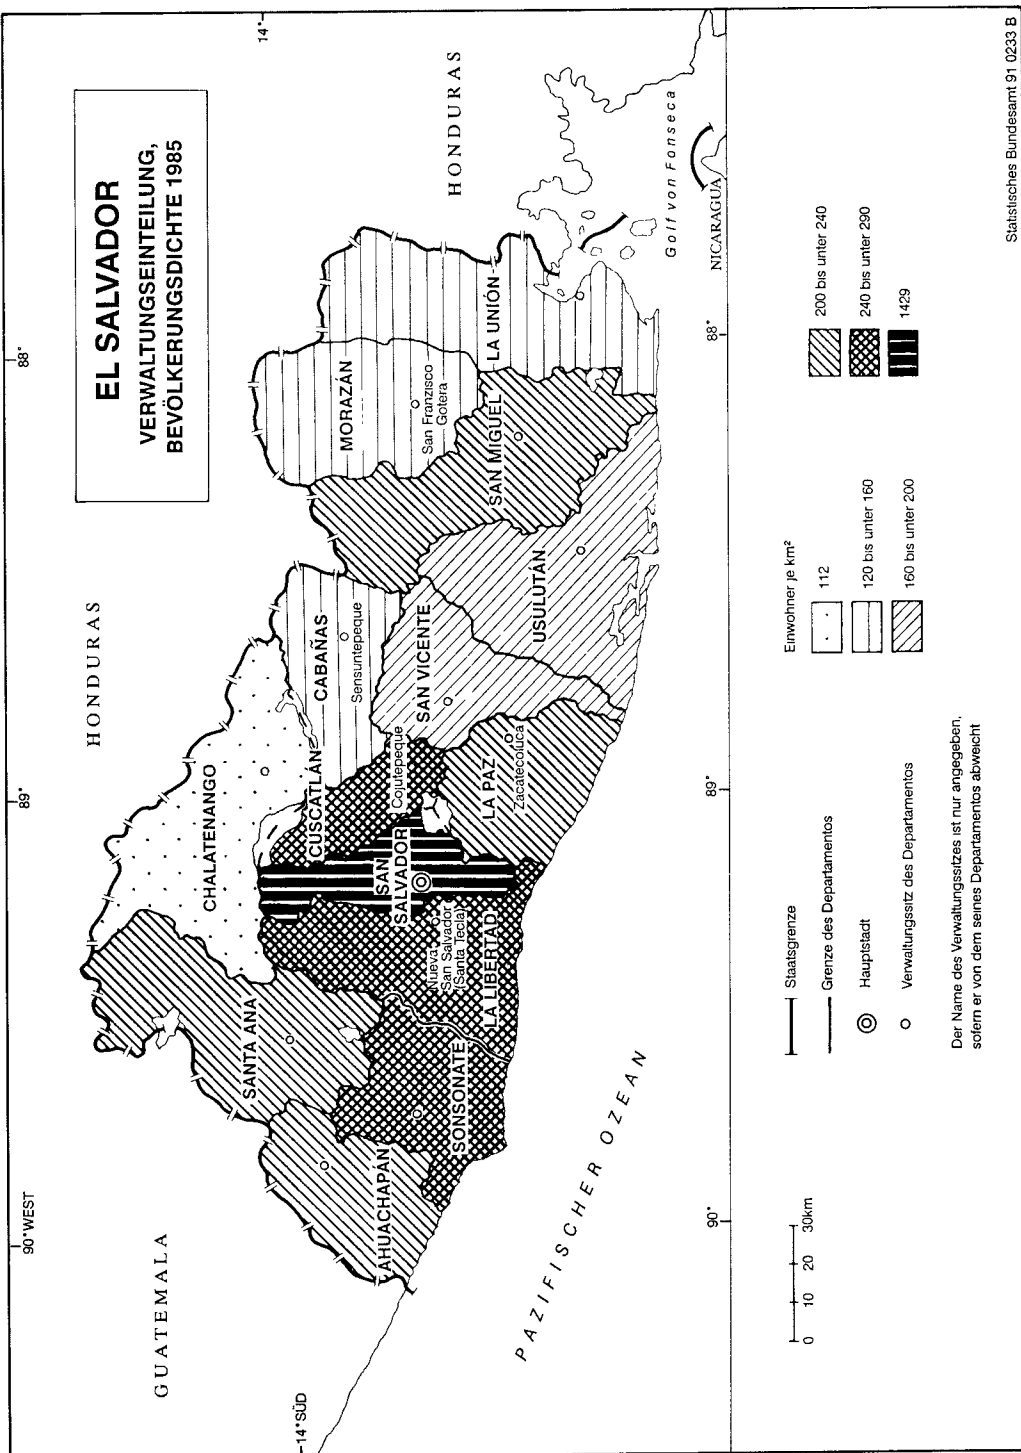 EL SALVADOR
VERWALTUNGSEINTEILUNG,
BEVÖLKERUNGSDICHTE 1985
90°WEST
89°
88°
14°
GUATEMALA
HONDURAS
HONDURAS
CHALATENANGO
SANTA ANA
AHUACHAPÁN
SONSONATE
LA LIBERTAD
Nueva
San Salvador
(Santa Tecla)
SAN
SALVADOR
CUSCATLÁN
Cojutepeque
CABAÑAS
Sensuntepeque
LA PAZ
Zacatecoluca
SAN VICENTE
USULUTÁN
SAN MIGUEL
MORAZÁN
San Franzisco
Gotera
LA UNIÓN
Golf von Fonseca
NICARAGUA
PAZIFISCHER OZEAN
14°SÜD
90°
89°
88°
0 10 20 30km
Staatsgrenze
Grenze des Departamentos
Hauptstadt
Verwaltungssitz des Departamentos
Der Name des Verwaltungssitzes ist nur angegeben,
sofern er von dem seines Departamentos abweicht
Einwohner je km²
112
120 bis unter 160
160 bis unter 200
200 bis unter 240
240 bis unter 290
1429
Statistisches Bundesamt 91 0233 B